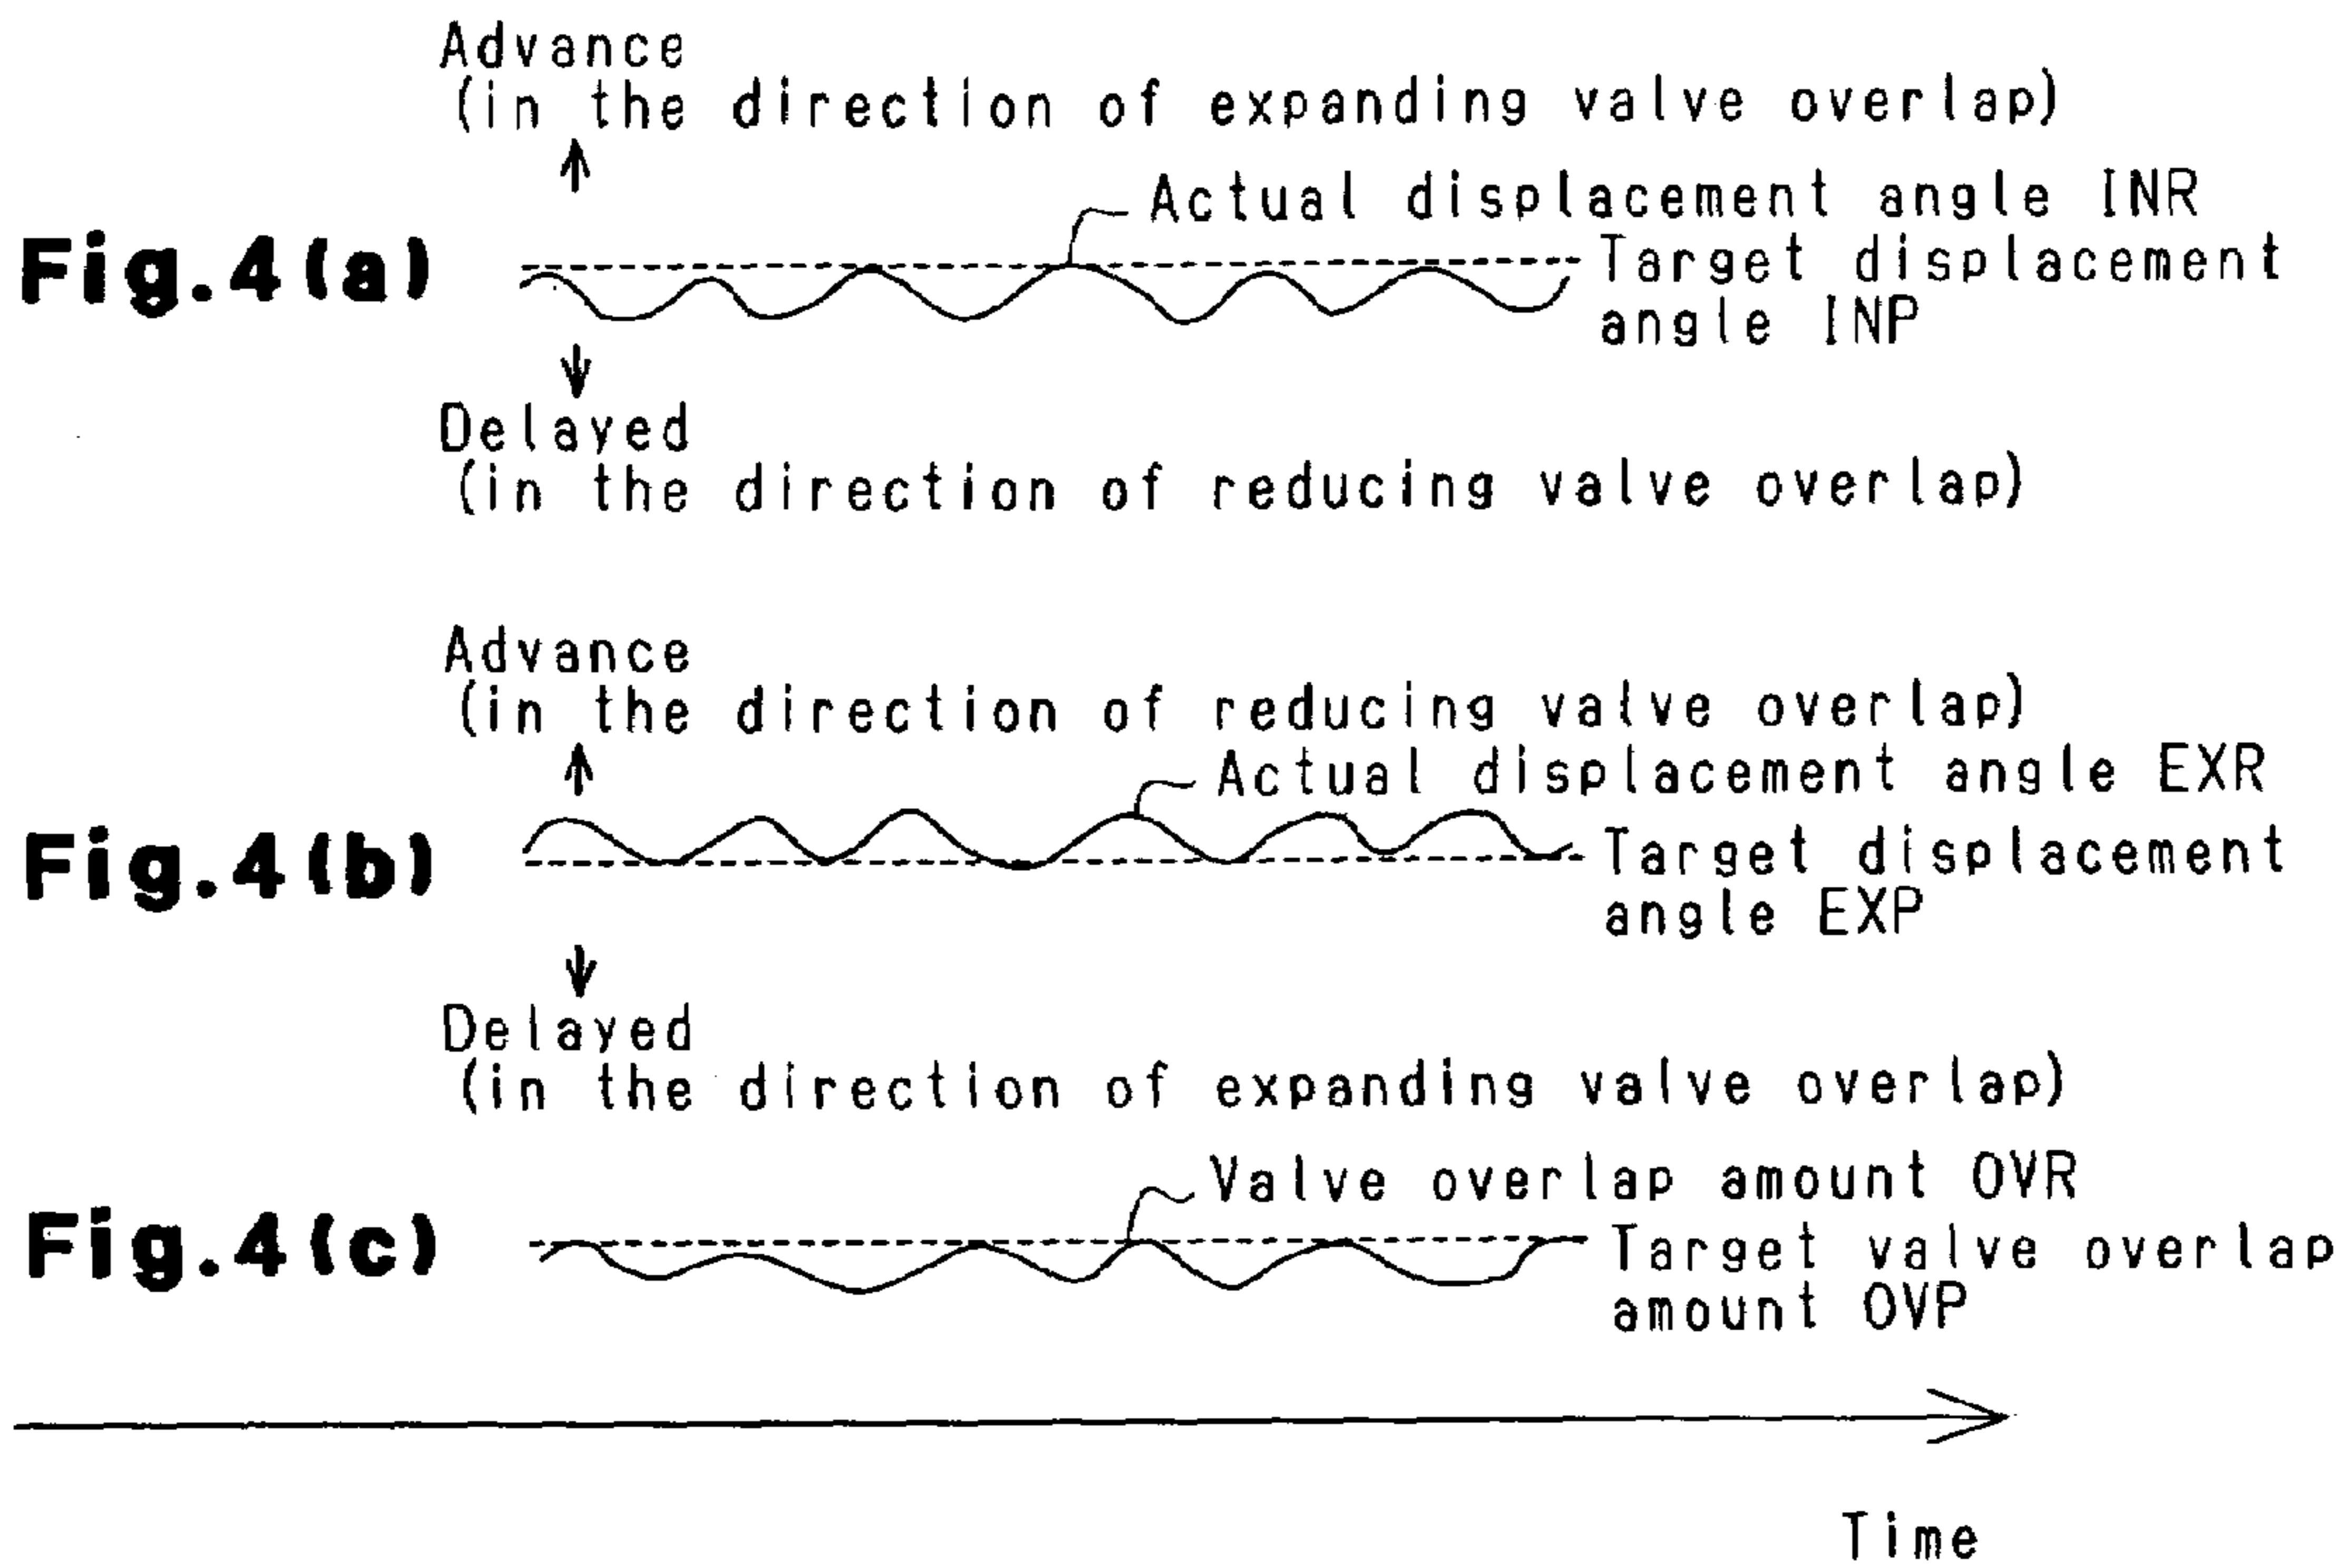 Advance
(in the direction of expanding valve overlap)
Actual displacement angle INR
Fig.4(a)
Target displacement
angle INP
Delayed
(in the direction of reducing valve overlap)
Advance
(in the direction of reducing valve overlap)
Actual displacement angle EXR
Fig.4(b)
Target displacement
angle EXP
Delayed
(in the direction of expanding valve overlap)
Valve overlap amount OVR
Fig.4(c)
Target valve overlap
amount OVP
Time